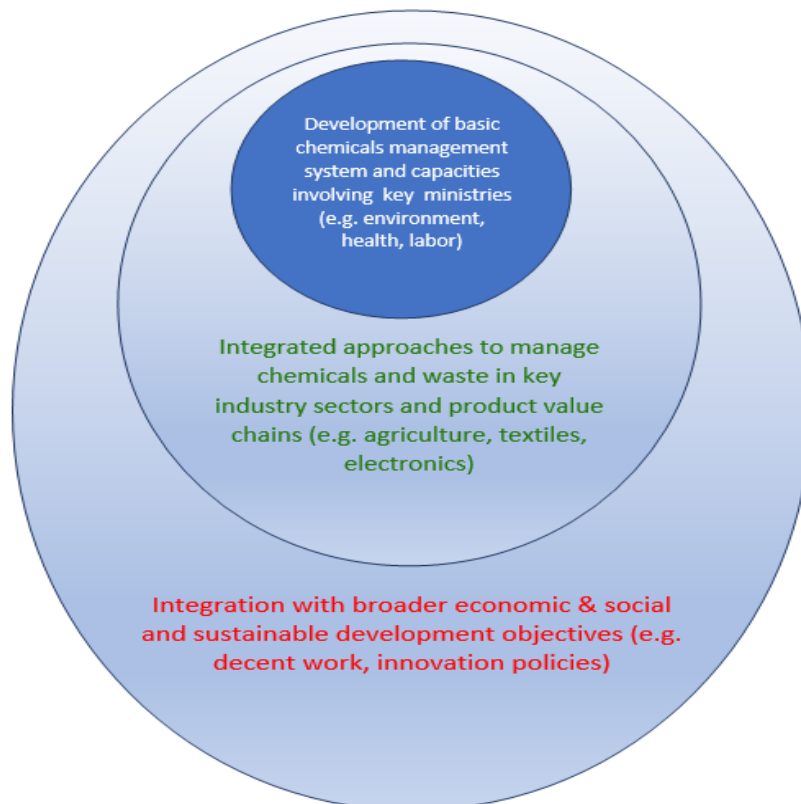 Development of basic
chemicals management
system and capacities
involving key ministries
(e.g. environment,
health, labor)
Integrated approaches to manage
chemicals and waste in key
industry sectors and product value
chains (e.g. agriculture, textiles,
electronics)
Integration with broader economic & social
and sustainable development objectives (e.g.
decent work, innovation policies)